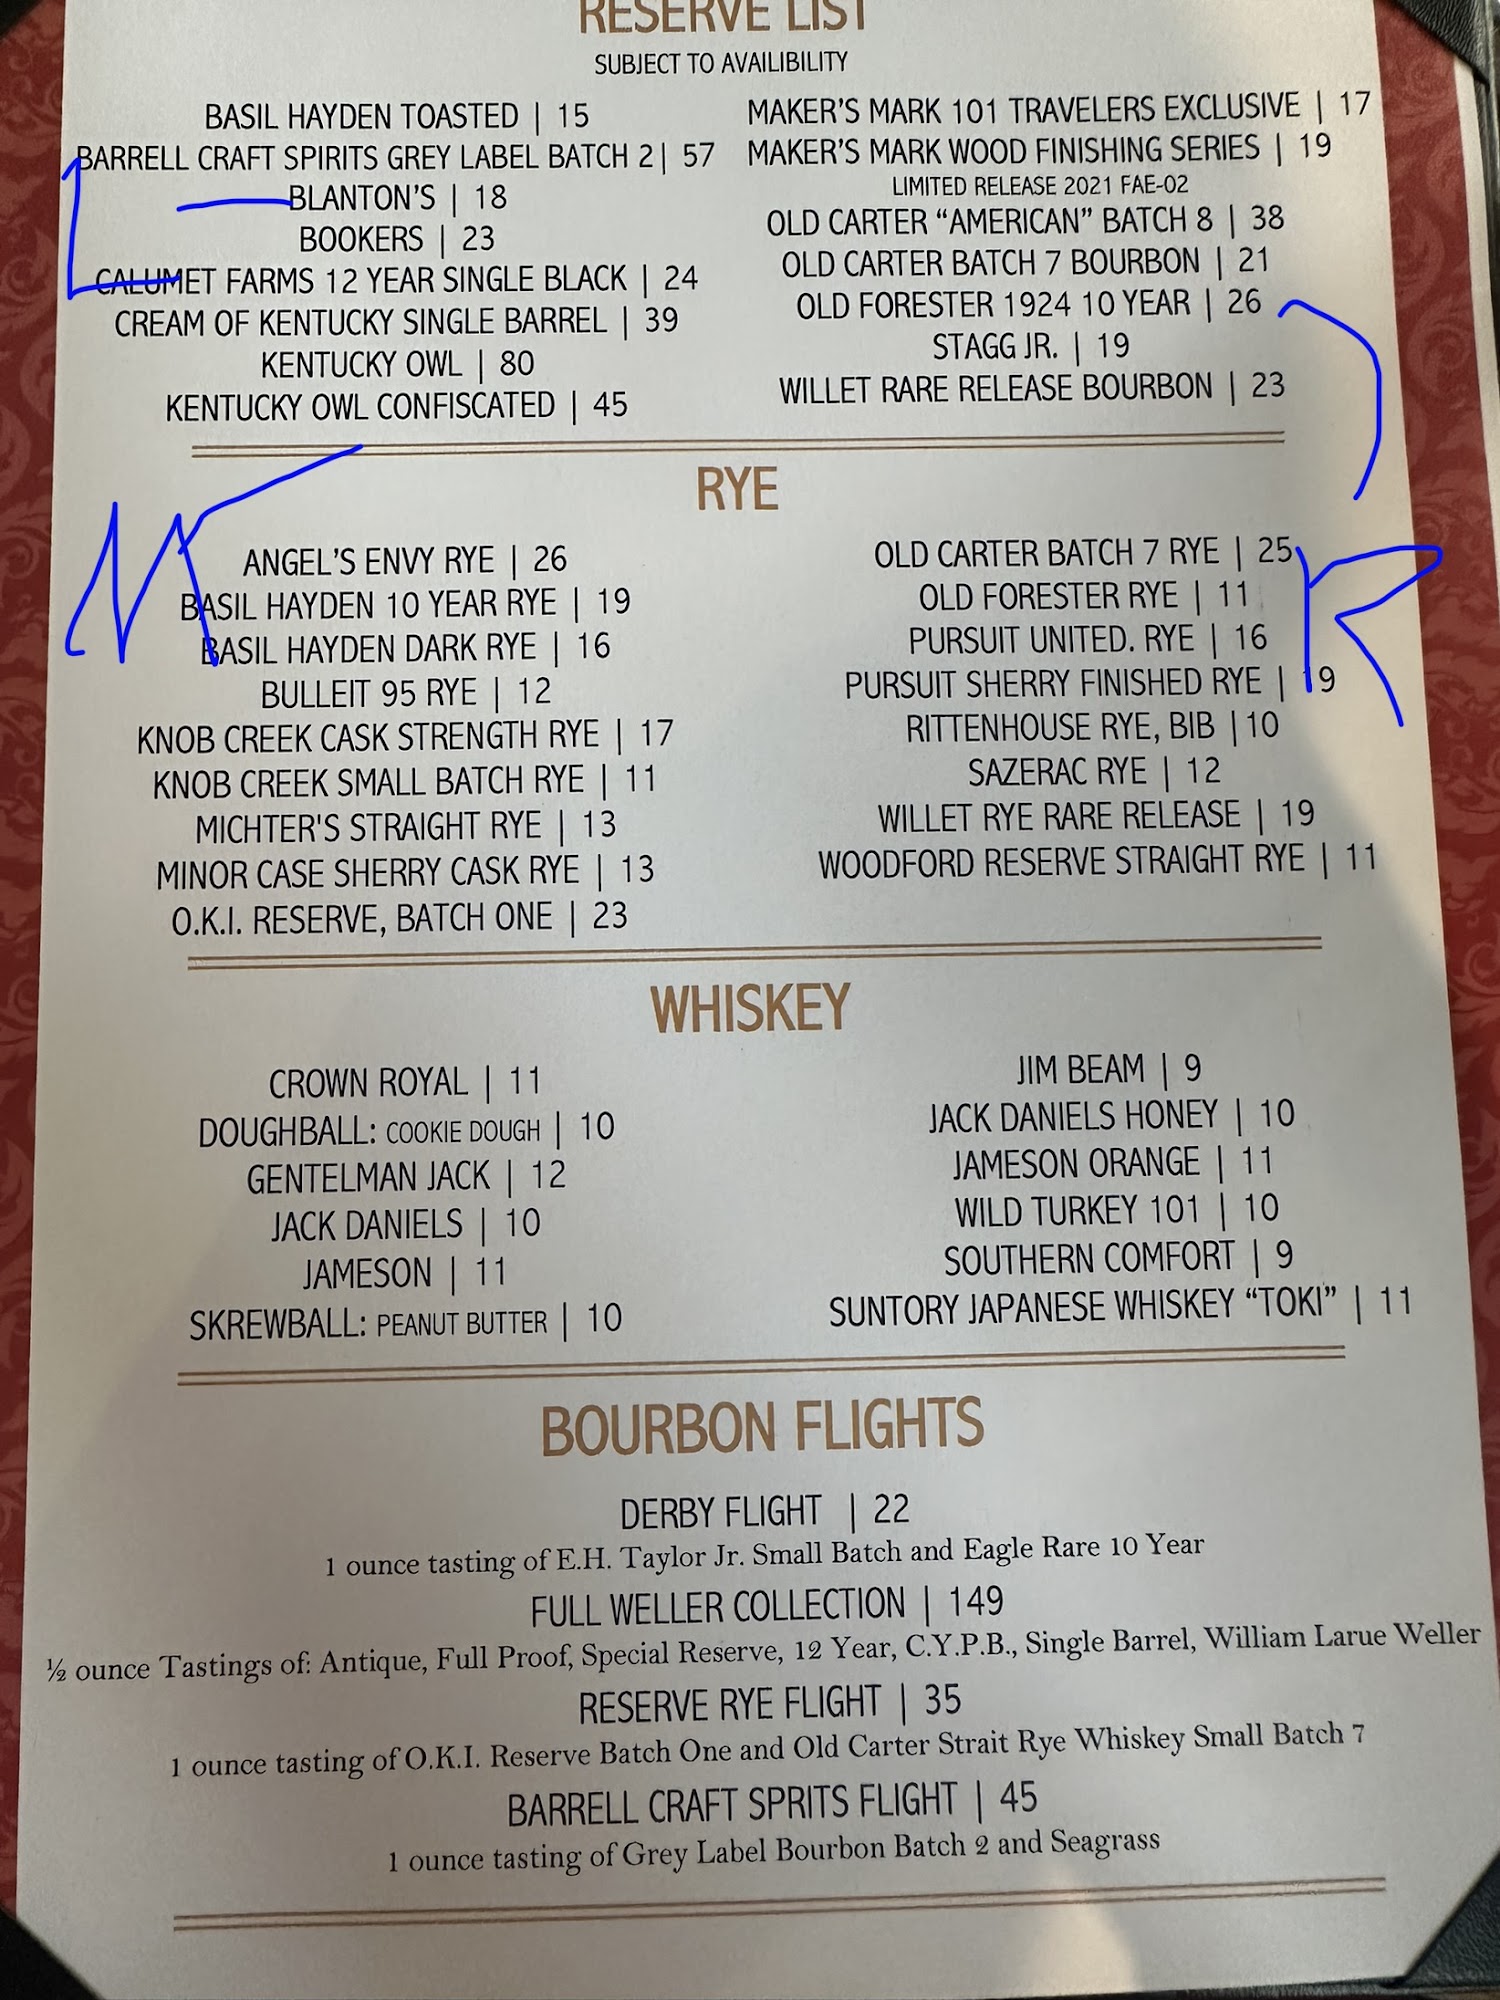 RESERVE LIST
SUBJECT TO AVAILIBILITY
BASIL HAYDEN TOASTED | 15
BARRELL CRAFT SPIRITS GREY LABEL BATCH 2| 57
BLANTON'S | 18
BOOKERS | 23
CALUMET FARMS 12 YEAR SINGLE BLACK | 24
CREAM OF KENTUCKY SINGLE BARREL | 39
KENTUCKY OWL | 80
KENTUCKY OWL CONFISCATED | 45
MAKER'S MARK 101 TRAVELERS EXCLUSIVE | 17
MAKER'S MARK WOOD FINISHING SERIES | 19
LIMITED RELEASE 2021 FAE-02
OLD CARTER “AMERICAN” BATCH 8 | 38
OLD CARTER BATCH 7 BOURBON | 21
OLD FORESTER 1924 10 YEAR | 26
STAGG JR. | 19
WILLET RARE RELEASE BOURBON | 23
RYE
ANGEL'S ENVY RYE | 26
BASIL HAYDEN 10 YEAR RYE | 19
BASIL HAYDEN DARK RYE | 16
BULLEIT 95 RYE | 12
KNOB CREEK CASK STRENGTH RYE | 17
KNOB CREEK SMALL BATCH RYE | 11
MICHTER'S STRAIGHT RYE | 13
MINOR CASE SHERRY CASK RYE | 13
O.K.I. RESERVE, BATCH ONE | 23
OLD CARTER BATCH 7 RYE | 25
OLD FORESTER RYE | 11
PURSUIT UNITED. RYE | 16
PURSUIT SHERRY FINISHED RYE | 19
RITTENHOUSE RYE, BIB | 10
SAZERAC RYE | 12
WILLET RYE RARE RELEASE | 19
WOODFORD RESERVE STRAIGHT RYE | 11
WHISKEY
CROWN ROYAL | 11
DOUGHBALL: COOKIE DOUGH | 10
GENTELMAN JACK | 12
JACK DANIELS | 10
JAMESON | 11
SKREWBALL: PEANUT BUTTER | 10
JIM BEAM | 9
JACK DANIELS HONEY | 10
JAMESON ORANGE | 11
WILD TURKEY 101 | 10
SOUTHERN COMFORT | 9
SUNTORY JAPANESE WHISKEY “TOKI” | 11
BOURBON FLIGHTS
DERBY FLIGHT | 22
1 ounce tasting of E.H. Taylor Jr. Small Batch and Eagle Rare 10 Year
FULL WELLER COLLECTION | 149
½ ounce Tastings of: Antique, Full Proof, Special Reserve, 12 Year, C.Y.P.B., Single Barrel, William Larue Weller
RESERVE RYE FLIGHT | 35
1 ounce tasting of O.K.I. Reserve Batch One and Old Carter Strait Rye Whiskey Small Batch 7
BARRELL CRAFT SPRITS FLIGHT | 45
1 ounce tasting of Grey Label Bourbon Batch 2 and Seagrass